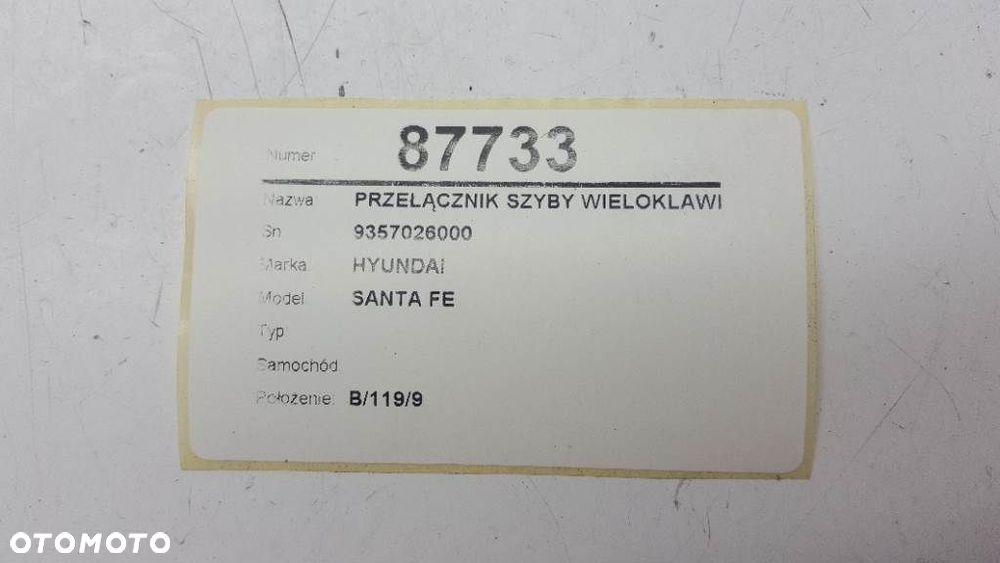 Numer 87733
Nazwa PRZEŁĄCZNIK SZYBY WIELOKLAWI
Sn 9357026000
Marka HYUNDAI
Model SANTA FE
Typ
Samochód
Położenie: B/119/9
OTOMOTO